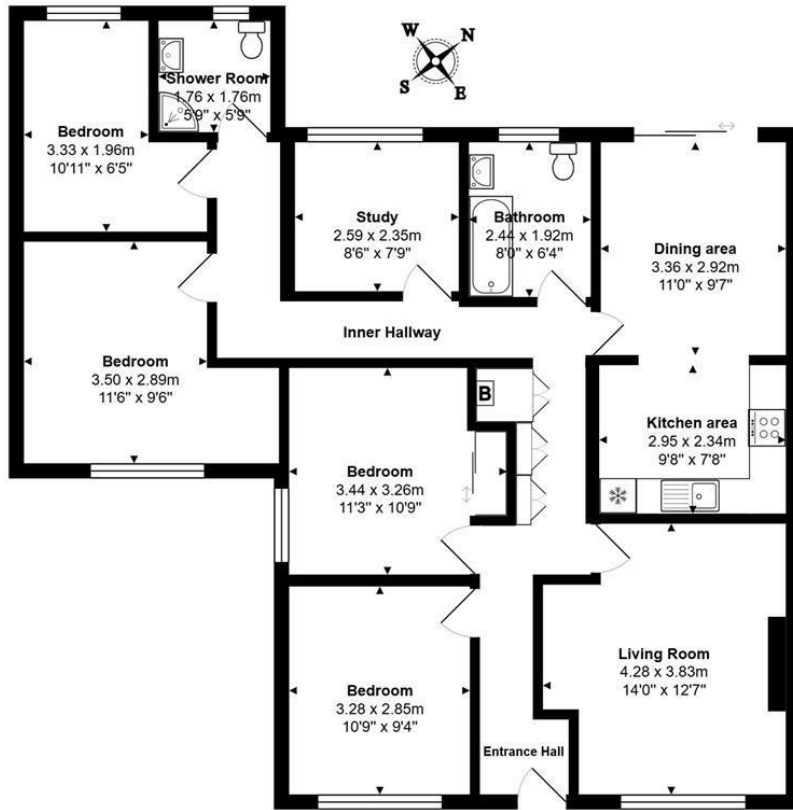 W
N
S
E
Shower Room
1.76 x 1.76m
5'9" x 5'9"
Bedroom
3.33 x 1.96m
10'11" x 6'5"
Study
2.59 x 2.35m
8'6" x 7'9"
Bathroom
2.44 x 1.92m
8'0" x 6'4"
Dining area
3.36 x 2.92m
11'0" x 9'7"
Inner Hallway
Bedroom
3.50 x 2.89m
11'6" x 9'6"
B
Kitchen area
2.95 x 2.34m
9'8" x 7'8"
Bedroom
3.44 x 3.26m
11'3" x 10'9"
Living Room
4.28 x 3.83m
14'0" x 12'7"
Bedroom
3.28 x 2.85m
10'9" x 9'4"
Entrance Hall